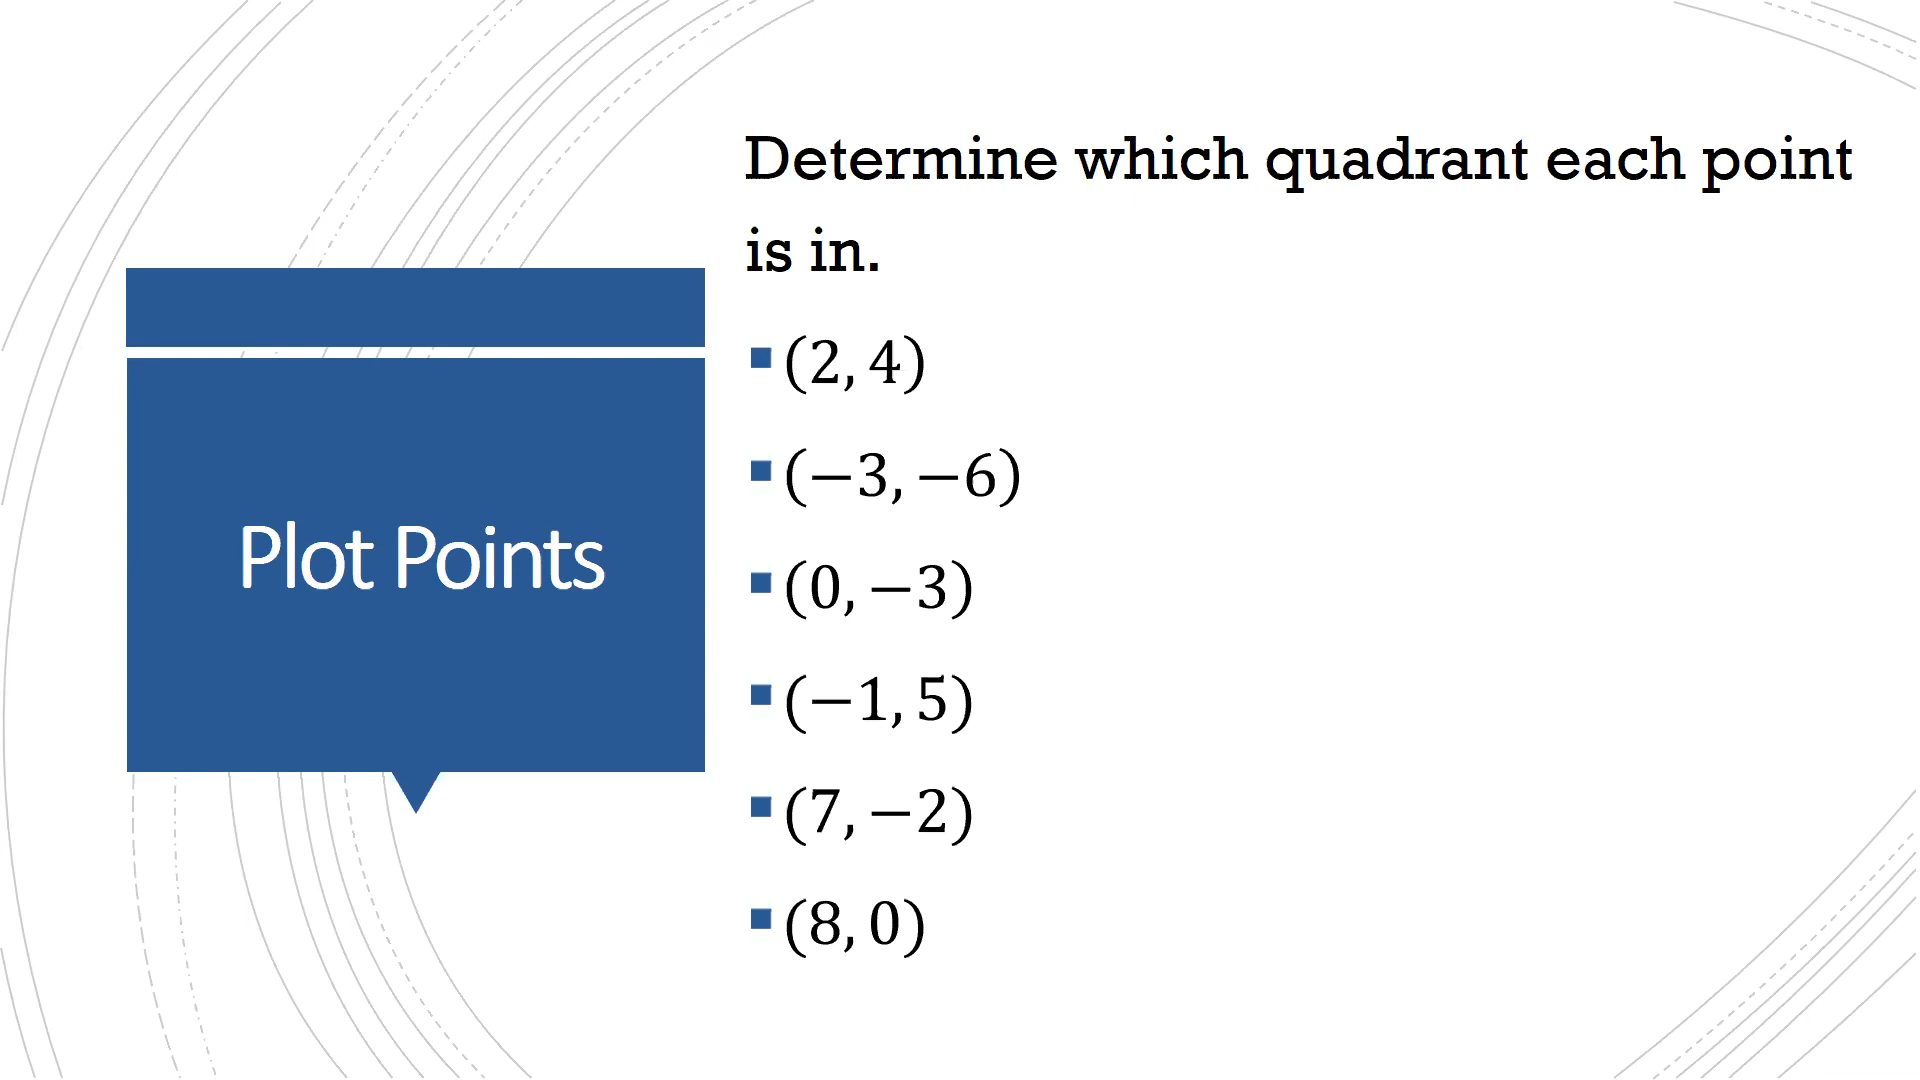 Plot Points
Determine which quadrant each point
is in.
▪ (2, 4)
▪ (−3, −6)
▪ (0, −3)
▪ (−1, 5)
▪ (7, −2)
▪ (8, 0)